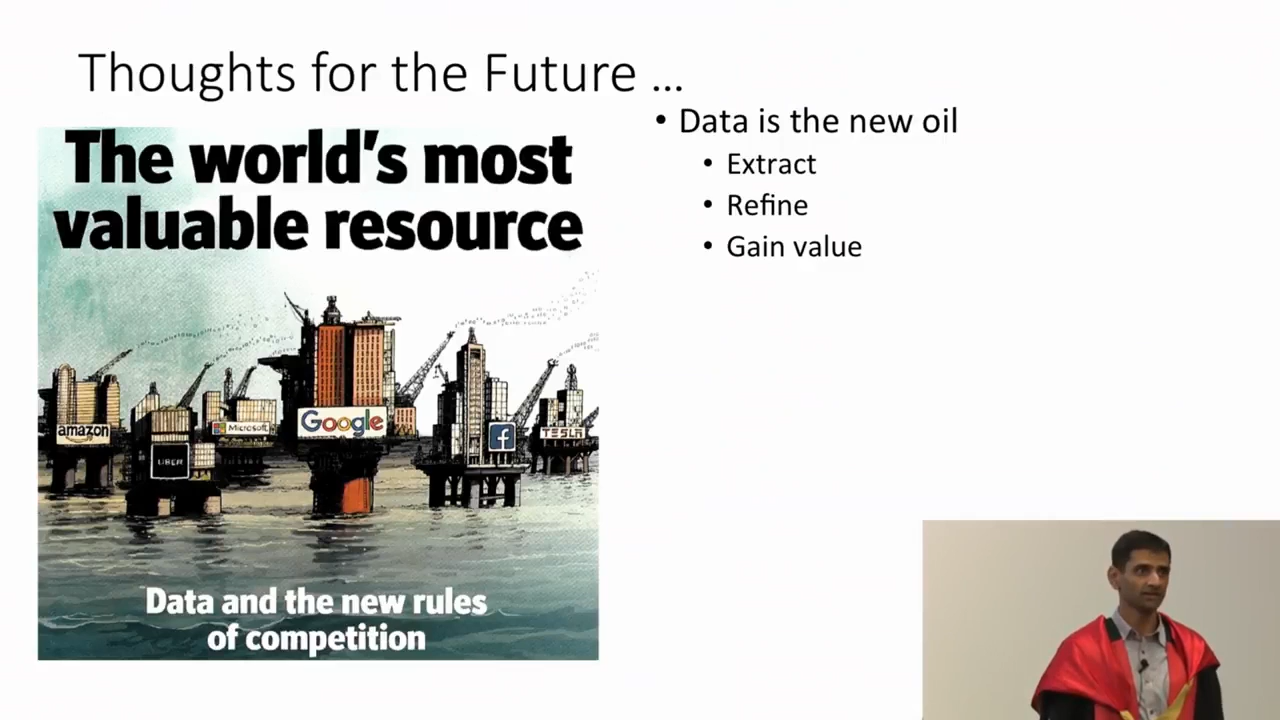 Thoughts for the Future ...
The world's most
valuable resource
amazon
UBER
Microsoft
Google
f
TESLA
Data and the new rules
of competition
• Data is the new oil
• Extract
• Refine
• Gain value